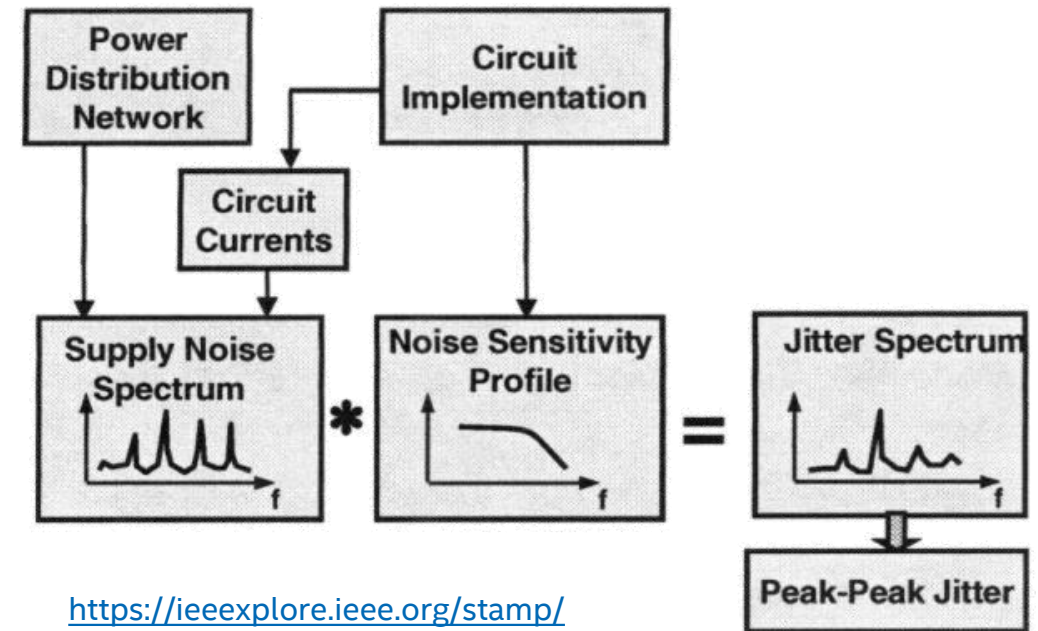 Power
Distribution
Network
Circuit
Implementation
Circuit
Currents
Supply Noise
Spectrum
f
*
Noise Sensitivity
Profile
f
=
Jitter Spectrum
f
Peak-Peak Jitter
https://ieeexplore.ieee.org/stamp/